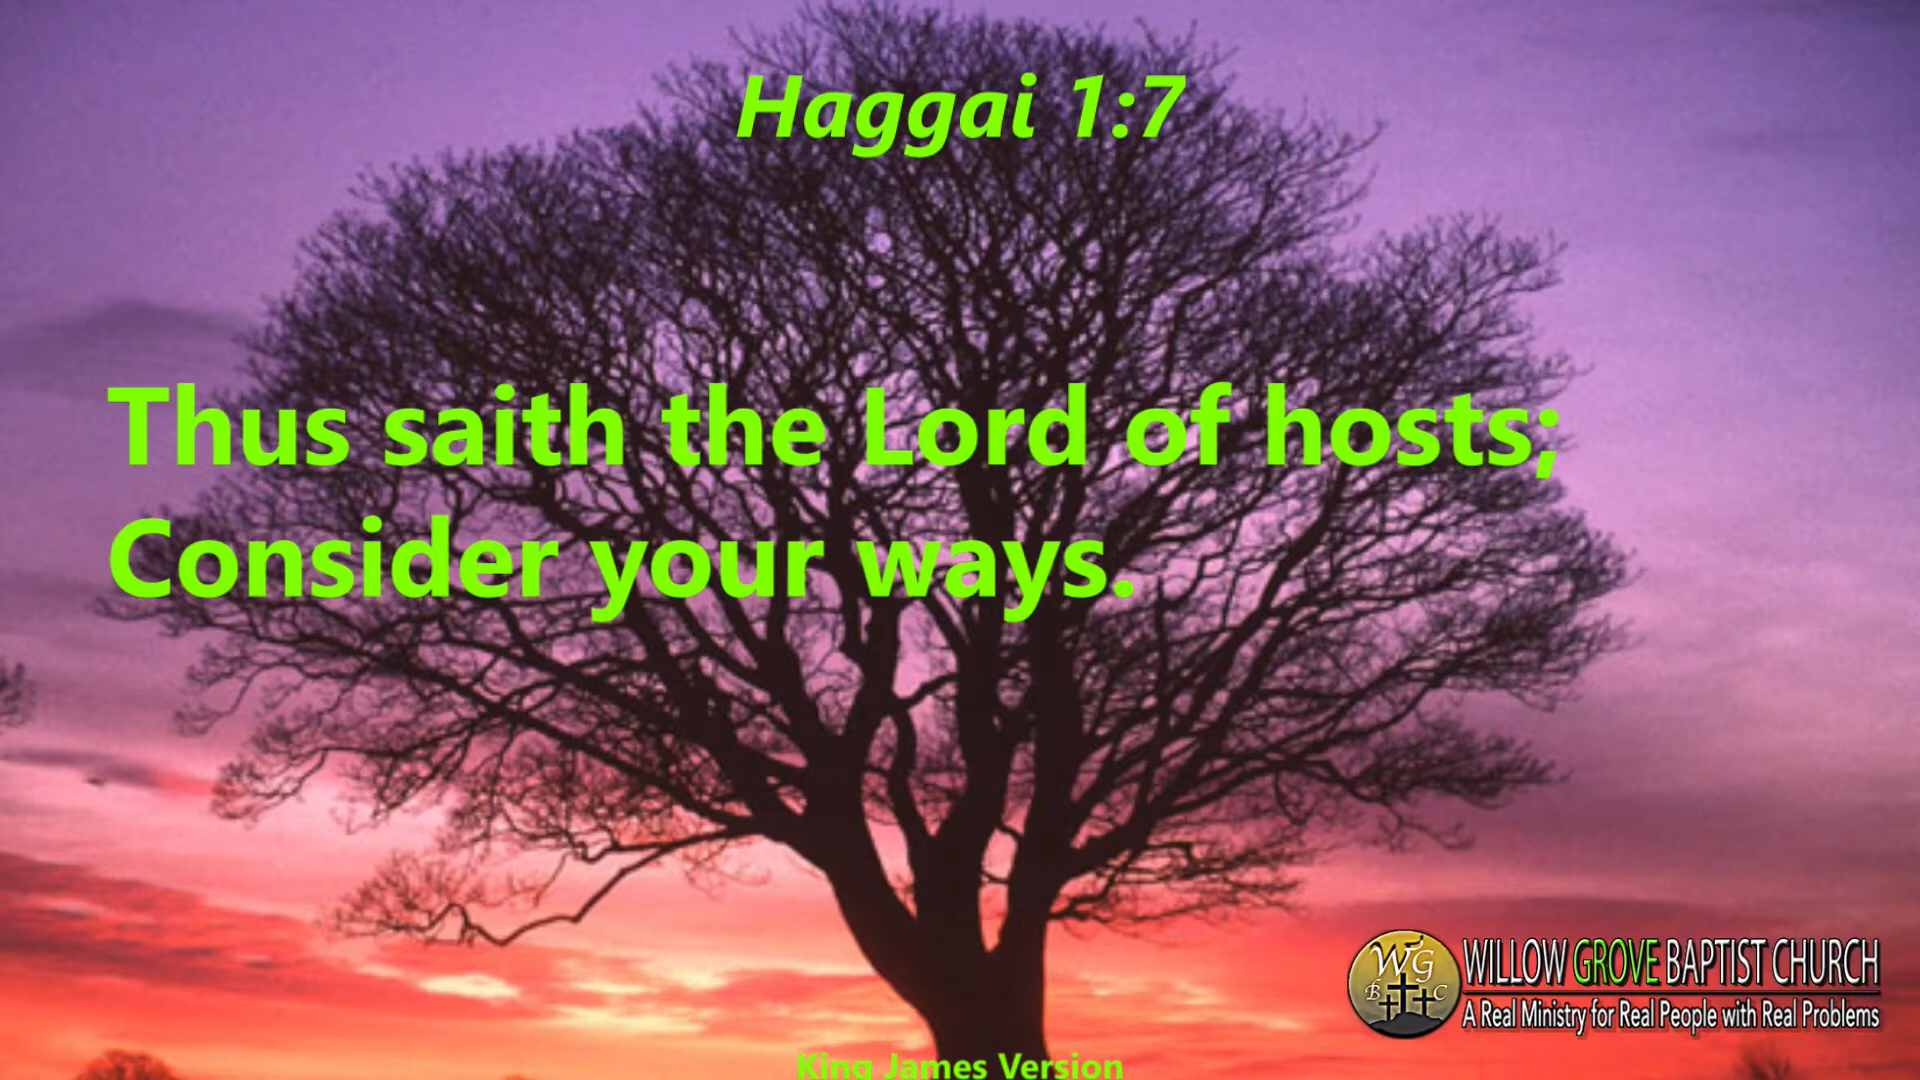 Haggai 1:7
Thus saith the Lord of hosts;
Consider your ways.
WG
B C
WILLOW GROVE BAPTIST CHURCH
A Real Ministry for Real People with Real Problems
King James Version